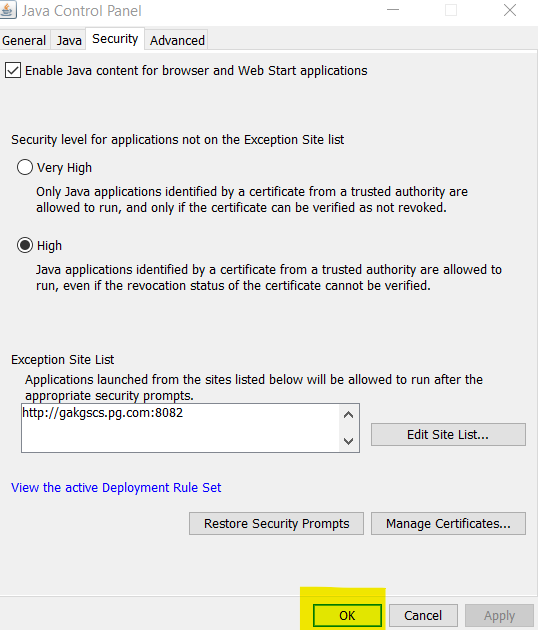 Java Control Panel
General Java Security Advanced
Enable Java content for browser and Web Start applications
Security level for applications not on the Exception Site list
Very High
Only Java applications identified by a certificate from a trusted authority are
allowed to run, and only if the certificate can be verified as not revoked.
High
Java applications identified by a certificate from a trusted authority are allowed to
run, even if the revocation status of the certificate cannot be verified.
Exception Site List
Applications launched from the sites listed below will be allowed to run after the
appropriate security prompts.
http://gakgscs.pg.com:8082
Edit Site List...
View the active Deployment Rule Set
Restore Security Prompts Manage Certificates...
OK Cancel Apply